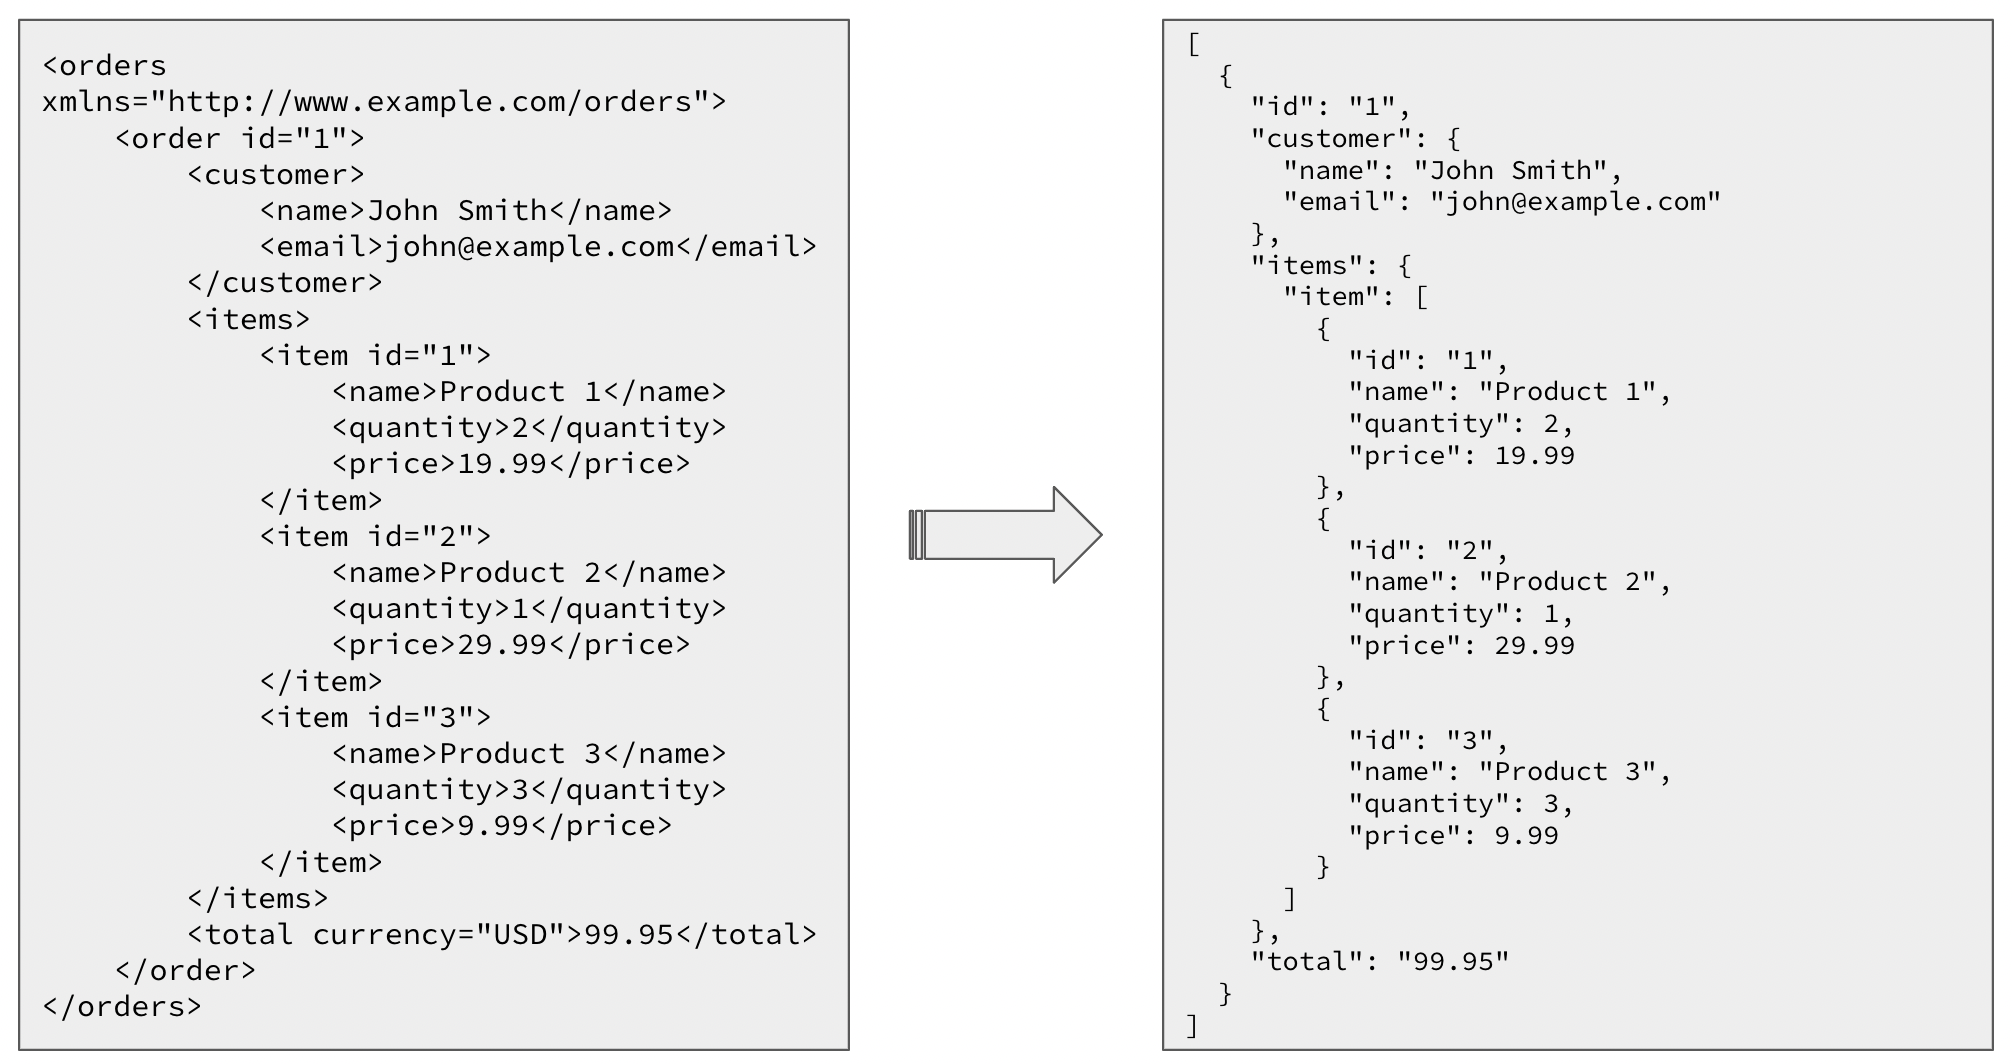 <orders
xmlns="http://www.example.com/orders">
    <order id="1">
        <customer>
            <name>John Smith</name>
            <email>john@example.com</email>
        </customer>
        <items>
            <item id="1">
                <name>Product 1</name>
                <quantity>2</quantity>
                <price>19.99</price>
            </item>
            <item id="2">
                <name>Product 2</name>
                <quantity>1</quantity>
                <price>29.99</price>
            </item>
            <item id="3">
                <name>Product 3</name>
                <quantity>3</quantity>
                <price>9.99</price>
            </item>
        </items>
        <total currency="USD">99.95</total>
    </order>
</orders>
[
  {
    "id": "1",
    "customer": {
      "name": "John Smith",
      "email": "john@example.com"
    },
    "items": {
      "item": [
        {
          "id": "1",
          "name": "Product 1",
          "quantity": 2,
          "price": 19.99
        },
        {
          "id": "2",
          "name": "Product 2",
          "quantity": 1,
          "price": 29.99
        },
        {
          "id": "3",
          "name": "Product 3",
          "quantity": 3,
          "price": 9.99
        }
      ]
    },
    "total": "99.95"
  }
]